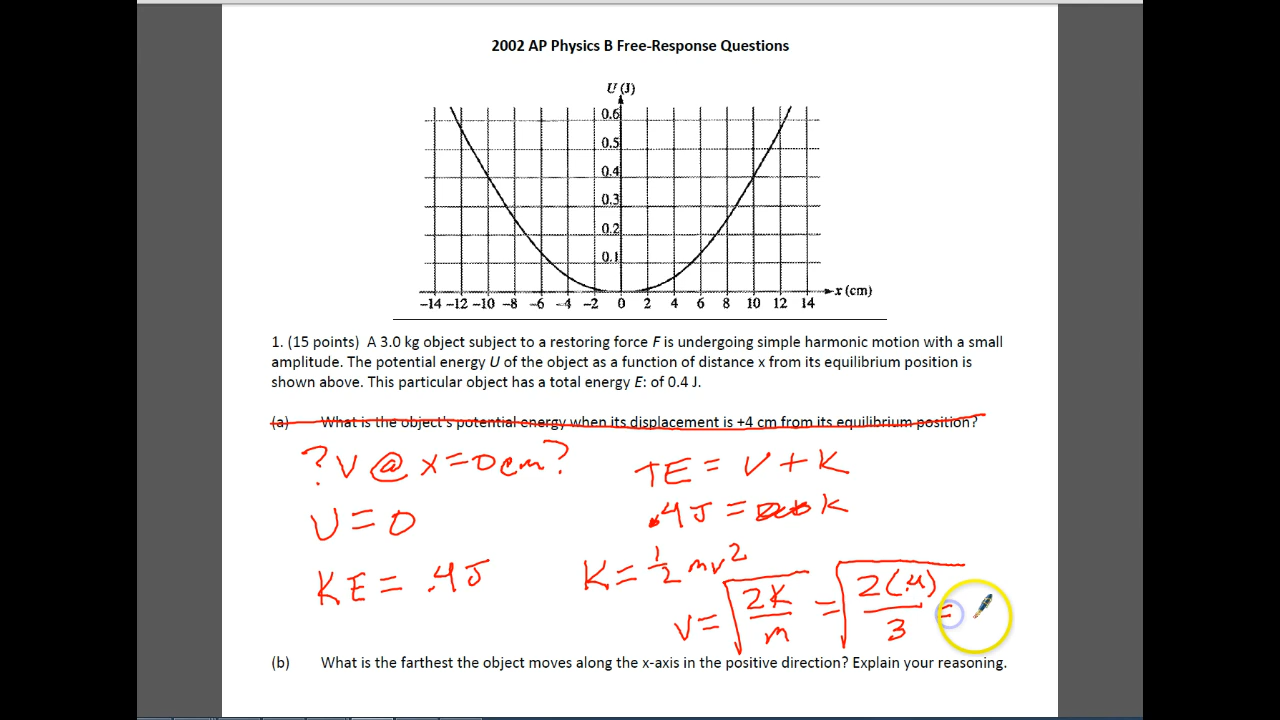 2002 AP Physics B Free-Response Questions
U (J)
0.6
0.5
0.4
0.3
0.2
0.1
-14 -12 -10 -8 -6 -4 -2 0 2 4 6 8 10 12 14 x (cm)
1. (15 points) A 3.0 kg object subject to a restoring force F is undergoing simple harmonic motion with a small
amplitude. The potential energy U of the object as a function of distance x from its equilibrium position is
shown above. This particular object has a total energy E: of 0.4 J.
(a) What is the object's potential energy when its displacement is +4 cm from its equilibrium position?
? v @ x = 0 cm ?
TE = U + K
U = 0
.4 J = K
KE = .4 J
K = 1/2 mv²
v = √(2K/m) = √(2(.4)/3) =
(b) What is the farthest the object moves along the x-axis in the positive direction? Explain your reasoning.